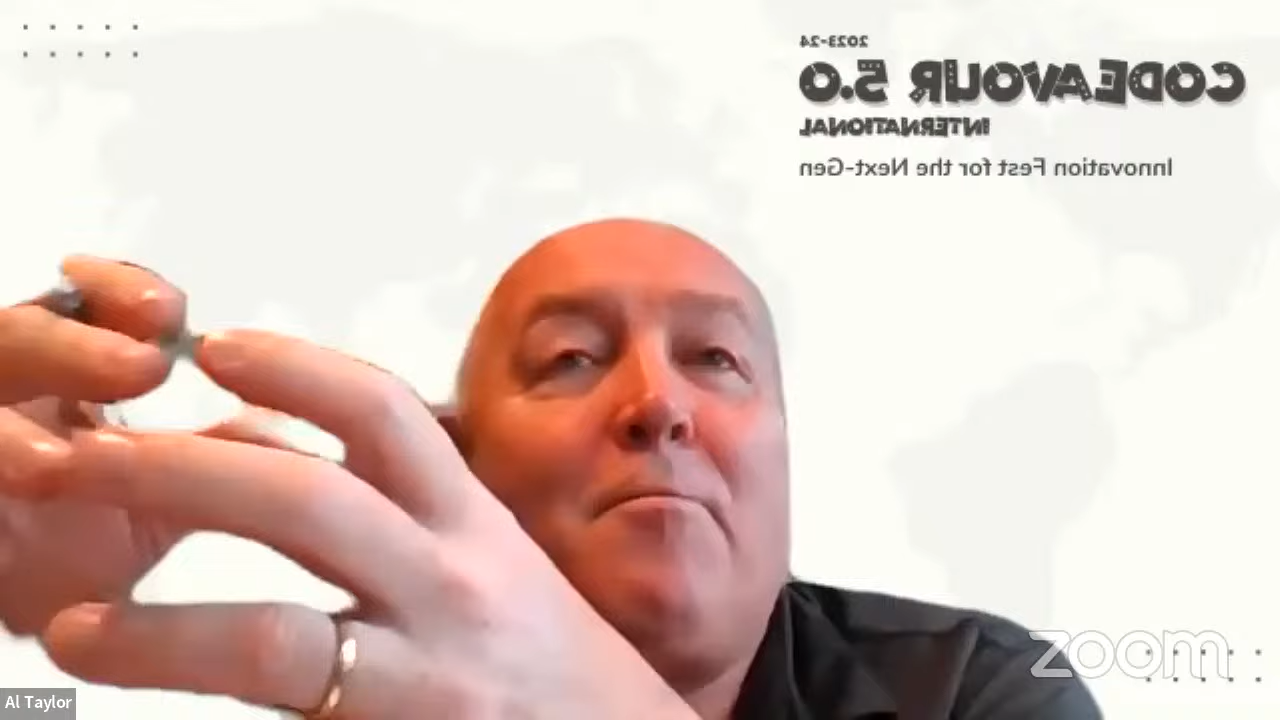 2023-24
CODEAVOUR 5.0
INTERNATIONAL
Innovation Fest for the Next-Gen
zoom
Al Taylor